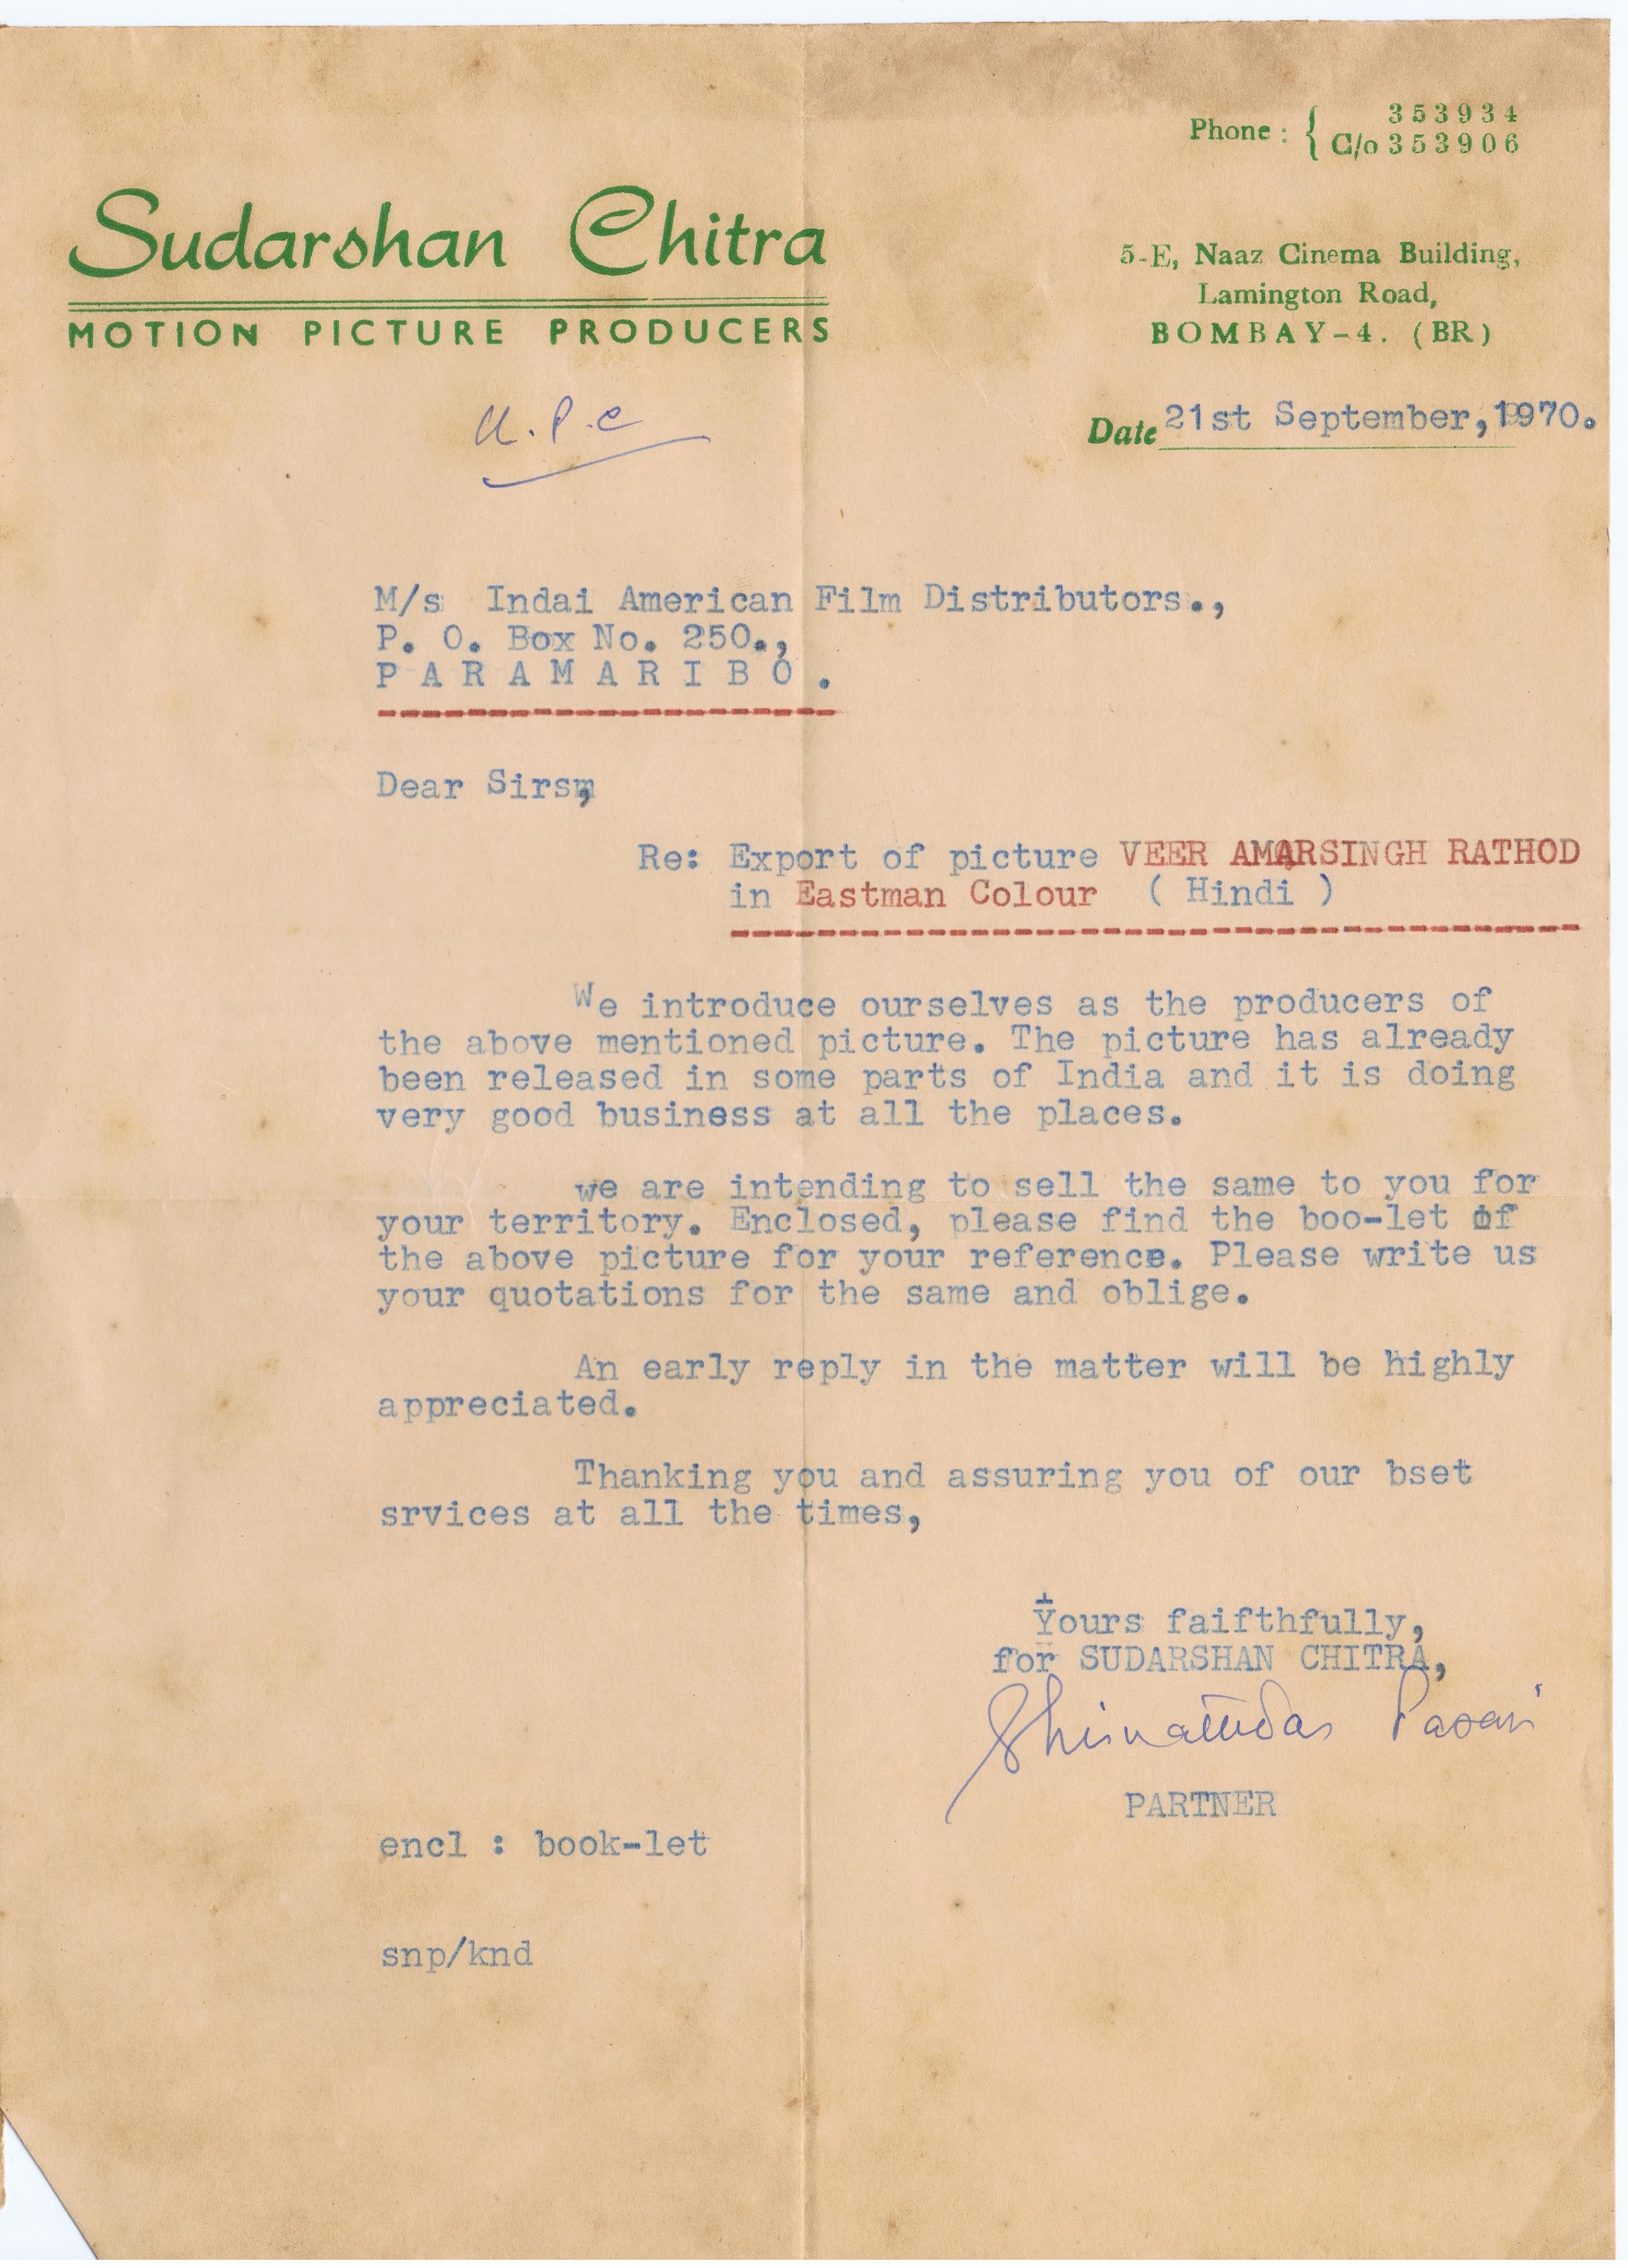 Phone : { 353934
C/o 353906
Sudarshan Chitra
MOTION PICTURE PRODUCERS
5-E, Naaz Cinema Building,
Lamington Road,
BOMBAY-4. (BR)
U.P.C
Date 21st September, 1970.
M/s Indai American Film Distributors.,
P. O. Box No. 250.,
P A R A M A R I B O .
Dear Sirs,
Re: Export of picture VEER AMARSINGH RATHOD
in Eastman Colour ( Hindi )
We introduce ourselves as the producers of
the above mentioned picture. The picture has already
been released in some parts of India and it is doing
very good business at all the places.
we are intending to sell the same to you for
your territory. Enclosed, please find the boo-let of
the above picture for your reference. Please write us
your quotations for the same and oblige.
An early reply in the matter will be highly
appreciated.
Thanking you and assuring you of our bset
srvices at all the times,
Yours faifthfully,
for SUDARSHAN CHITRA,
PARTNER
encl : book-let
snp/knd